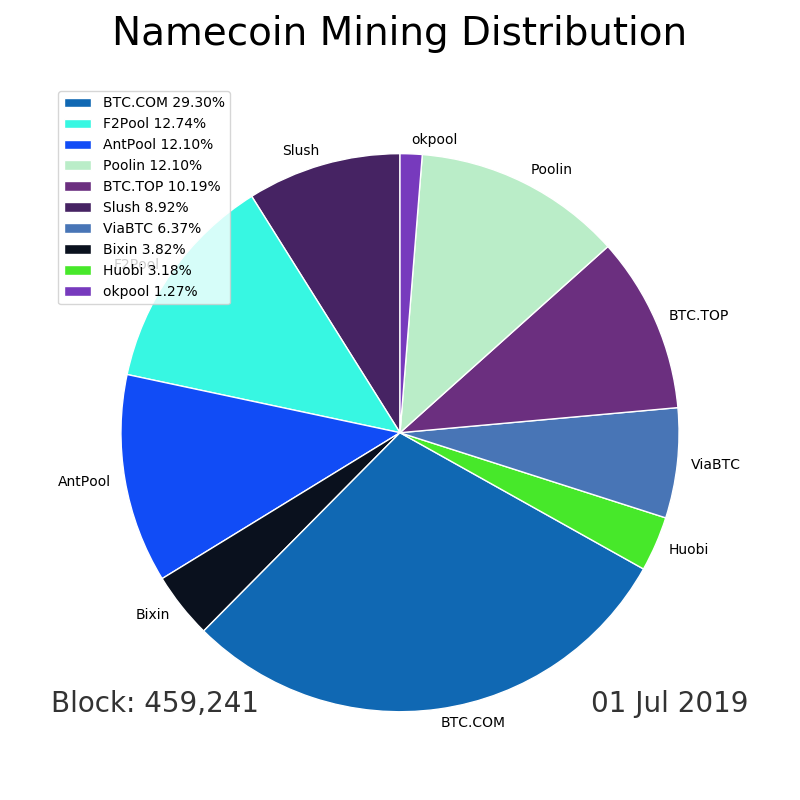 Namecoin Mining Distribution
BTC.COM 29.30%
F2Pool 12.74%
AntPool 12.10%
Poolin 12.10%
BTC.TOP 10.19%
Slush 8.92%
ViaBTC 6.37%
Bixin 3.82%
Huobi 3.18%
okpool 1.27%
Slush
okpool
Poolin
F2Pool
BTC.TOP
AntPool
ViaBTC
Huobi
Bixin
BTC.COM
Block: 459,241
01 Jul 2019